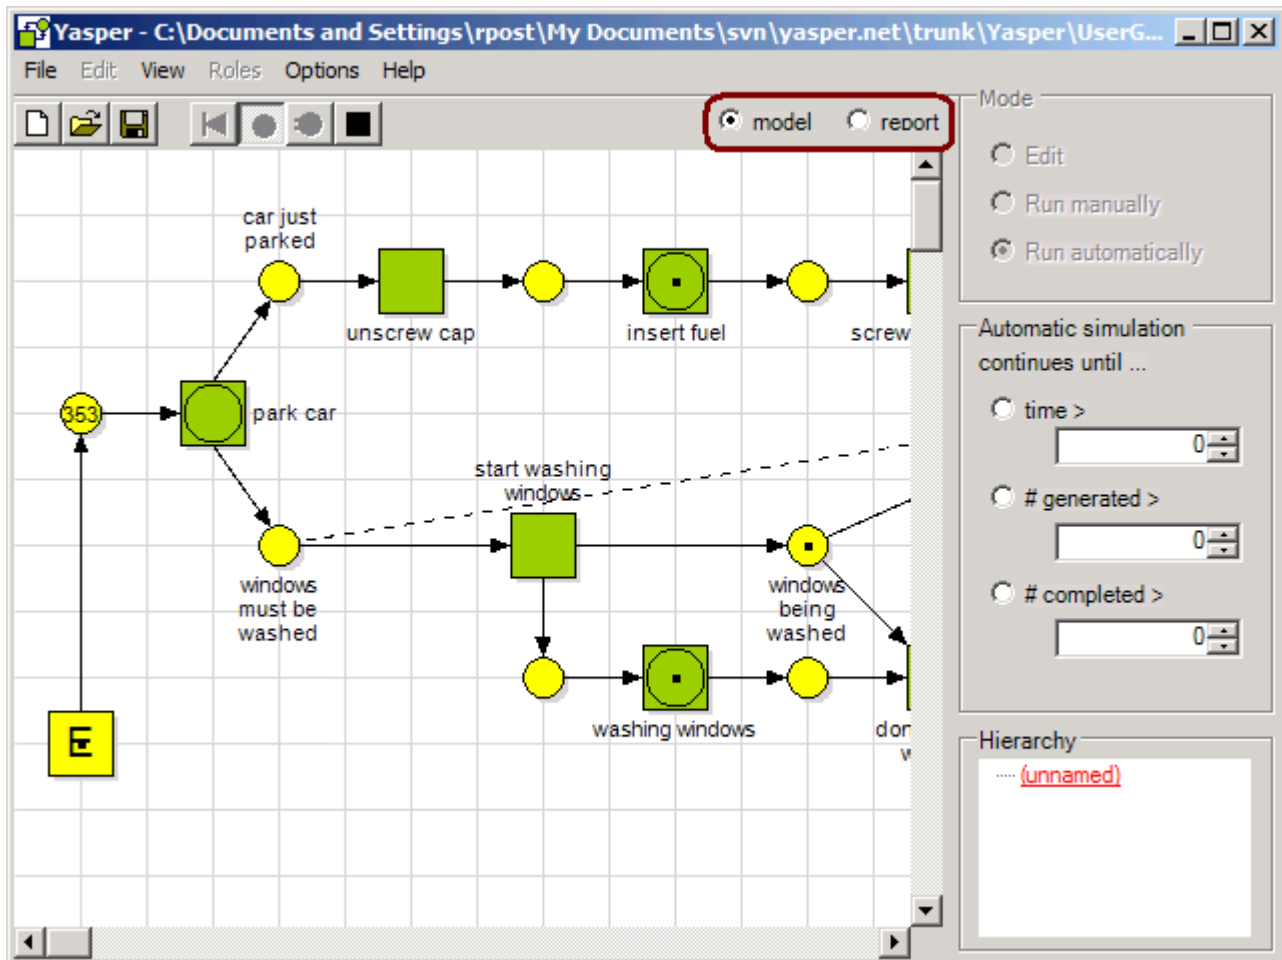 Yasper - C:\Documents and Settings\rpost\My Documents\svn\yasper.net\trunk\Yasper\UserG...
File Edit View Roles Options Help
model report
Mode
Edit
Run manually
Run automatically
car just
parked
unscrew cap
insert fuel
screw
353
park car
start washing
windows
windows
must be
washed
windows
being
washed
washing windows
don
w
E
Automatic simulation
continues until ...
time >
0
# generated >
0
# completed >
0
Hierarchy
(unnamed)